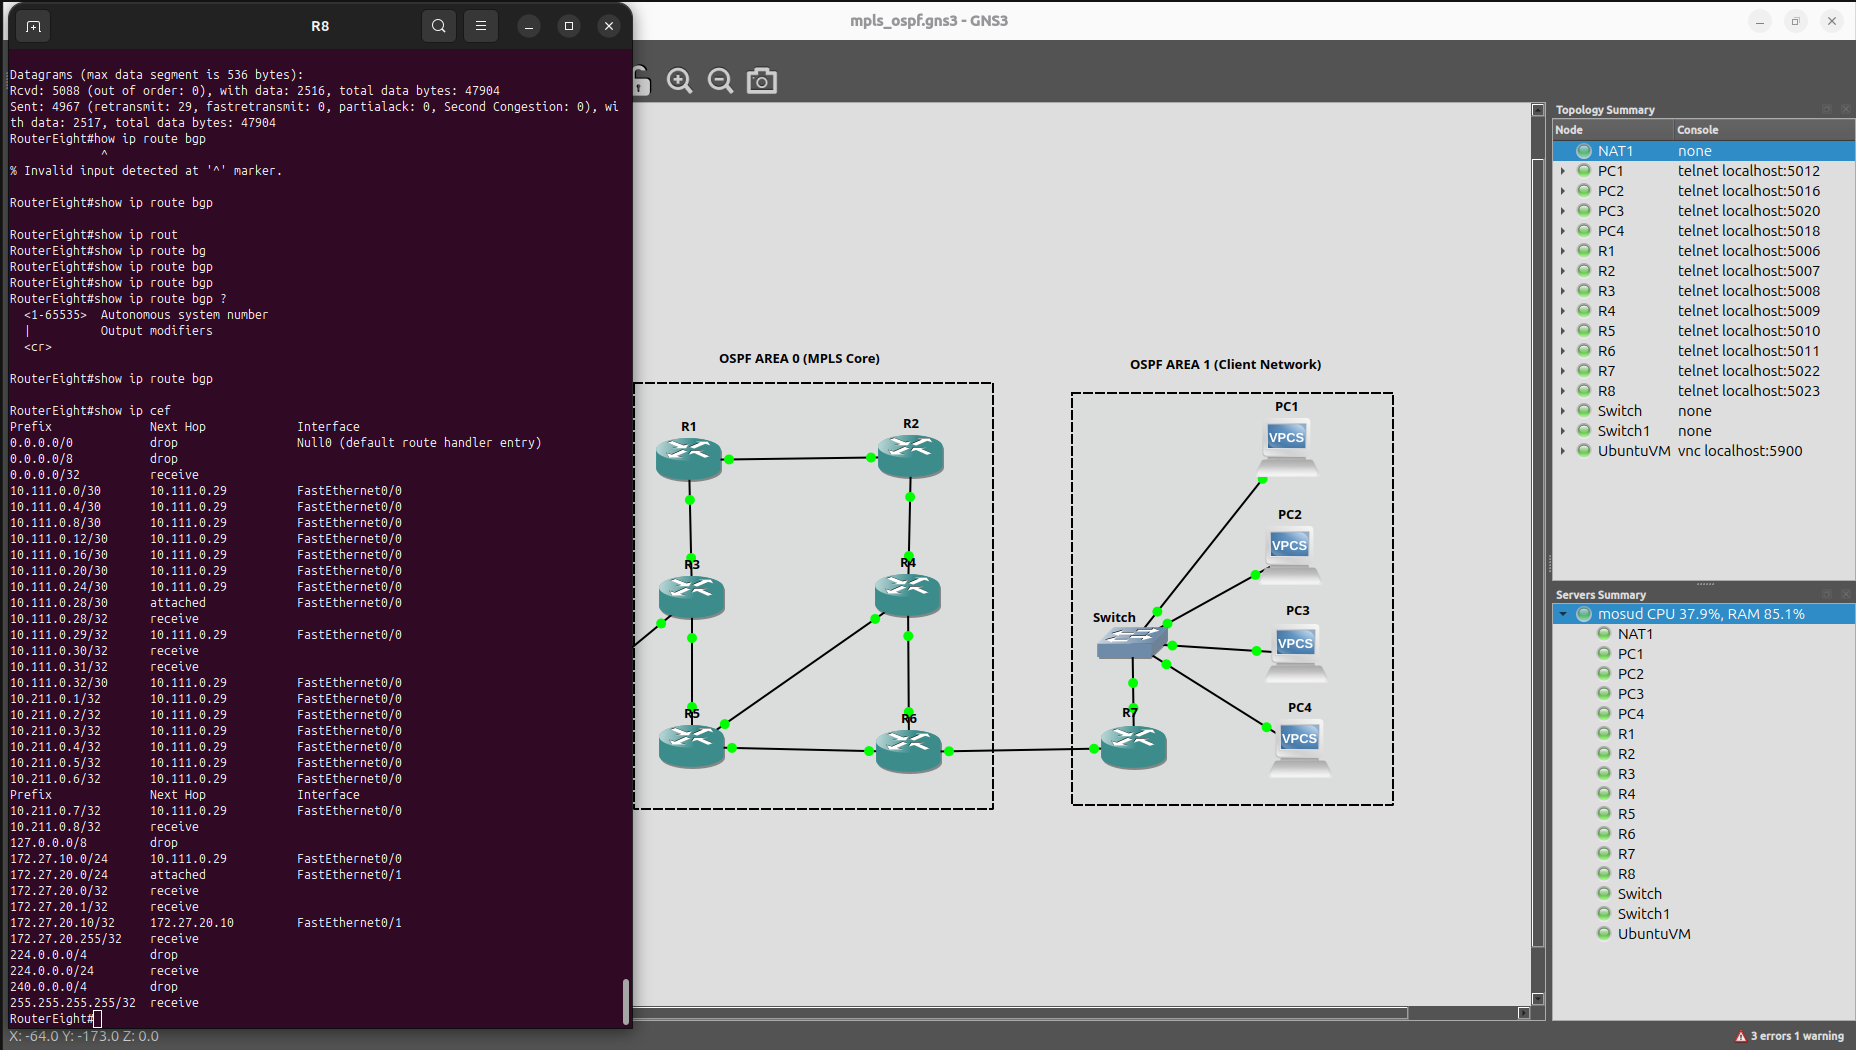 R8
mpls_ospf.gns3 - GNS3
Datagrams (max data segment is 536 bytes):
Rcvd: 5088 (out of order: 0), with data: 2516, total data bytes: 47904
Sent: 4967 (retransmit: 29, fastretransmit: 0, partialack: 0, Second Congestion: 0), wi
th data: 2517, total data bytes: 47904
RouterEight#how ip route bgp
^
% Invalid input detected at '^' marker.
RouterEight#show ip route bgp
RouterEight#show ip rout
RouterEight#show ip route bg
RouterEight#show ip route bgp
RouterEight#show ip route bgp
RouterEight#show ip route bgp ?
<1-65535>  Autonomous system number
|          Output modifiers
<cr>
RouterEight#show ip route bgp
RouterEight#show ip cef
Prefix Next Hop Interface
0.0.0.0/0 drop Null0 (default route handler entry)
0.0.0.0/8 drop
0.0.0.0/32 receive
10.111.0.0/30 10.111.0.29 FastEthernet0/0
10.111.0.4/30 10.111.0.29 FastEthernet0/0
10.111.0.8/30 10.111.0.29 FastEthernet0/0
10.111.0.12/30 10.111.0.29 FastEthernet0/0
10.111.0.16/30 10.111.0.29 FastEthernet0/0
10.111.0.20/30 10.111.0.29 FastEthernet0/0
10.111.0.24/30 10.111.0.29 FastEthernet0/0
10.111.0.28/30 attached FastEthernet0/0
10.111.0.28/32 receive
10.111.0.29/32 10.111.0.29 FastEthernet0/0
10.111.0.30/32 receive
10.111.0.31/32 receive
10.111.0.32/30 10.111.0.29 FastEthernet0/0
10.211.0.1/32 10.111.0.29 FastEthernet0/0
10.211.0.2/32 10.111.0.29 FastEthernet0/0
10.211.0.3/32 10.111.0.29 FastEthernet0/0
10.211.0.4/32 10.111.0.29 FastEthernet0/0
10.211.0.5/32 10.111.0.29 FastEthernet0/0
10.211.0.6/32 10.111.0.29 FastEthernet0/0
Prefix Next Hop Interface
10.211.0.7/32 10.111.0.29 FastEthernet0/0
10.211.0.8/32 receive
127.0.0.0/8 drop
172.27.10.0/24 10.111.0.29 FastEthernet0/0
172.27.20.0/24 attached FastEthernet0/1
172.27.20.0/32 receive
172.27.20.1/32 receive
172.27.20.10/32 172.27.20.10 FastEthernet0/1
172.27.20.255/32 receive
224.0.0.0/4 drop
224.0.0.0/24 receive
240.0.0.0/4 drop
255.255.255.255/32 receive
RouterEight#
X: -64.0 Y: -173.0 Z: 0.0
OSPF AREA 0 (MPLS Core)
R1
R2
R3
R4
R5
R6
OSPF AREA 1 (Client Network)
PC1
VPCS
PC2
VPCS
PC3
VPCS
Switch
PC4
VPCS
R7
Topology Summary
Node Console
NAT1 none
PC1 telnet localhost:5012
PC2 telnet localhost:5016
PC3 telnet localhost:5020
PC4 telnet localhost:5018
R1 telnet localhost:5006
R2 telnet localhost:5007
R3 telnet localhost:5008
R4 telnet localhost:5009
R5 telnet localhost:5010
R6 telnet localhost:5011
R7 telnet localhost:5022
R8 telnet localhost:5023
Switch none
Switch1 none
UbuntuVM vnc localhost:5900
Servers Summary
mosud CPU 37.9%, RAM 85.1%
NAT1
PC1
PC2
PC3
PC4
R1
R2
R3
R4
R5
R6
R7
R8
Switch
Switch1
UbuntuVM
3 errors 1 warning